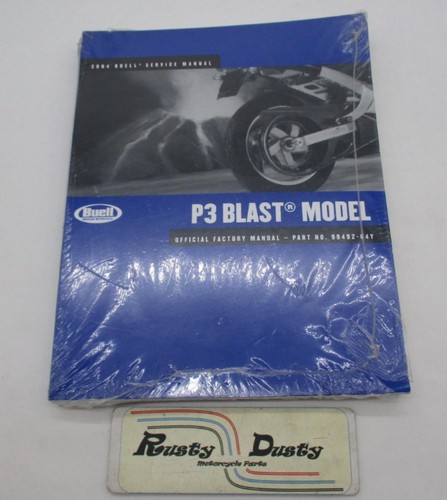 2004 BUELL® SERVICE MANUAL
Buell
P3 BLAST® MODEL
OFFICIAL FACTORY MANUAL – PART NO. 99492-04Y
Rusty Dusty
Motorcycle Parts